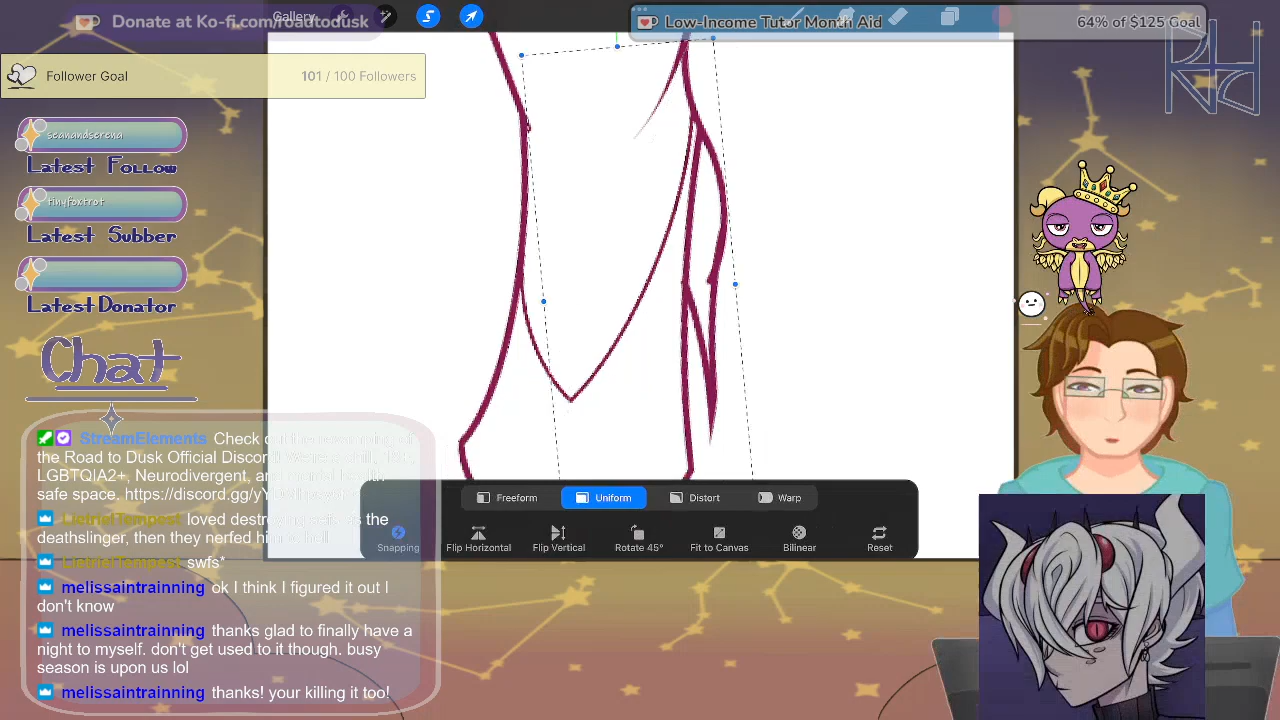 Donate at Ko-fi.com/roadtodusk
Gallery
Low-Income Tutor Month Aid
64% of $125 Goal
Follower Goal
101 / 100 Followers
seanandserena
Latest Follow
tinyfoxtrot
Latest Subber
Latest Donator
Chat
StreamElements Check
the Road to Dusk Official Discord
LGBTQIA2+, Neurodivergent,
safe space. https://discord.gg/
LietrielTempest loved the
deathslinger, then they nerfed
LietrielTempest swfs*
melissaintrainning ok I think I figured it out I
don't know
melissaintrainning thanks glad to finally have a
night to myself. don't get used to it though. busy
season is upon us lol
melissaintrainning thanks! your killing it too!
Freeform
Uniform
Distort
Warp
Snapping
Flip Horizontal
Flip Vertical
Rotate 45°
Fit to Canvas
Bilinear
Reset